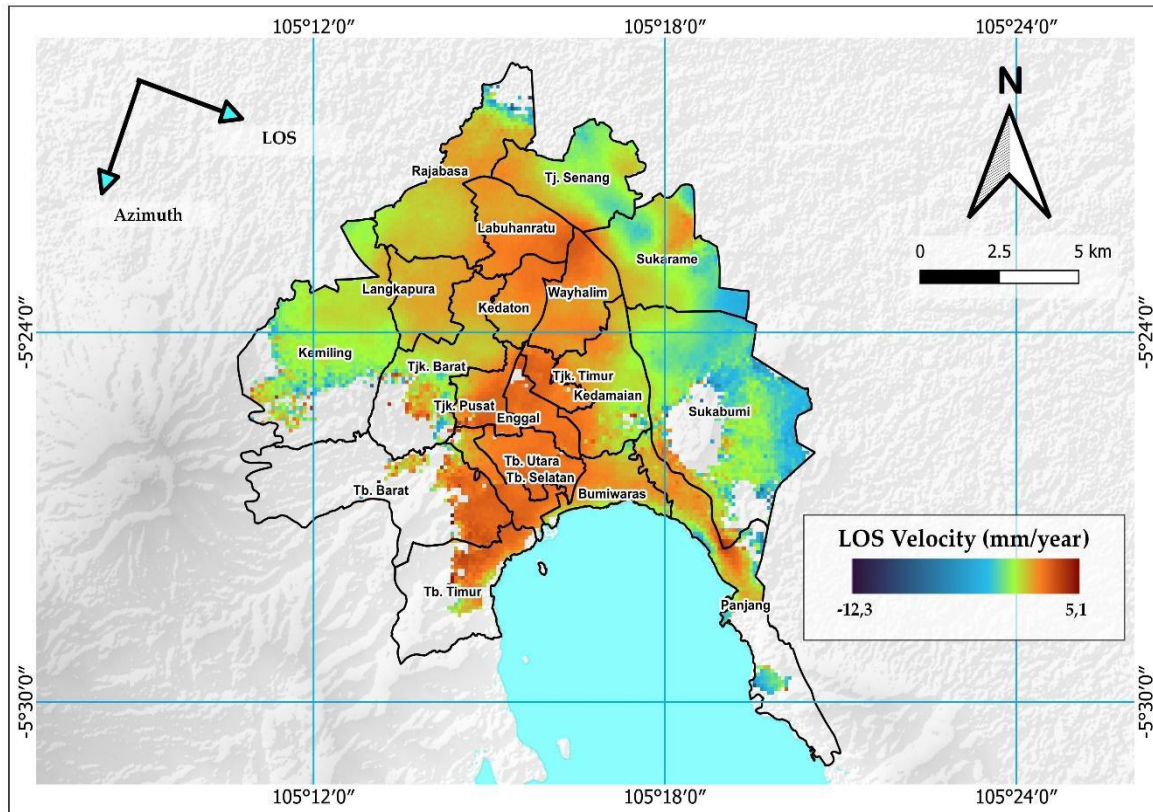 105°12'0"
105°18'0"
105°24'0"
LOS
Azimuth
N
0
2.5
5 km
Rajabasa
Tj. Senang
Labuhanratu
Sukarame
Langkapura
Kedaton
Wayhalim
-5°24'0"
-5°24'0"
Kemiling
Tjk. Barat
Tjk. Timur
Kedamaian
Tjk. Pusat
Enggal
Sukabumi
Tb. Utara
Tb. Selatan
Tb. Barat
Bumiwaras
LOS Velocity (mm/year)
-12,3
5,1
Tb. Timur
Panjang
-5°30'0"
-5°30'0"
105°12'0"
105°18'0"
105°24'0"